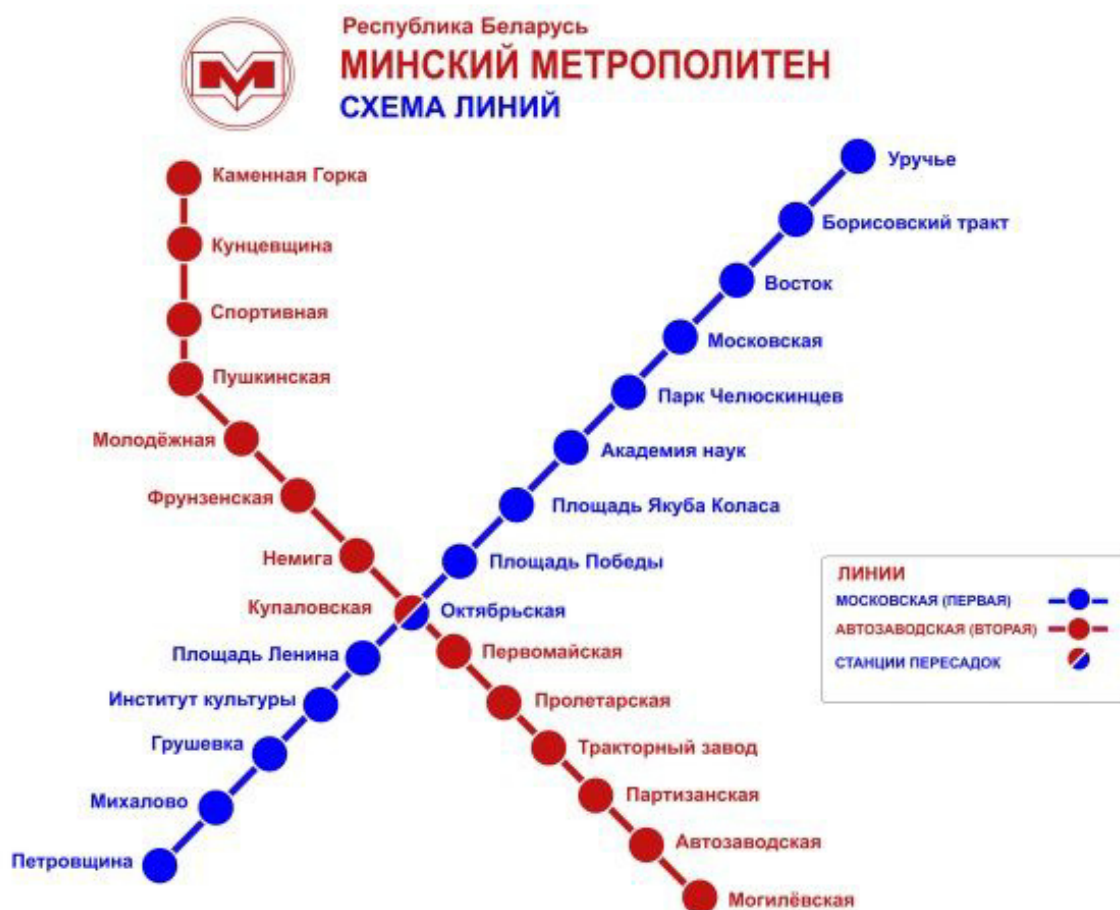 Республика Беларусь
МИНСКИЙ МЕТРОПОЛИТЕН
СХЕМА ЛИНИЙ
Каменная Горка
Кунцевщина
Спортивная
Пушкинская
Молодёжная
Фрунзенская
Немига
Купаловская
Первомайская
Пролетарская
Тракторный завод
Партизанская
Автозаводская
Могилёвская
Уручье
Борисовский тракт
Восток
Московская
Парк Челюскинцев
Академия наук
Площадь Якуба Коласа
Площадь Победы
Октябрьская
Площадь Ленина
Институт культуры
Грушевка
Михалово
Петровщина
ЛИНИИ
МОСКОВСКАЯ (ПЕРВАЯ)
АВТОЗАВОДСКАЯ (ВТОРАЯ)
СТАНЦИИ ПЕРЕСАДОК